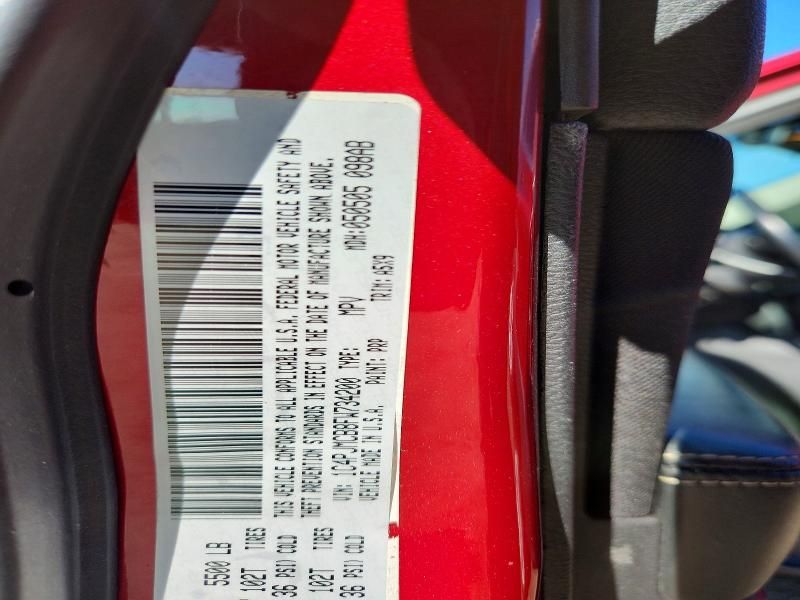 5500 LB
102T TIRES
36 PSI COLD
102T TIRES
36 PSI COLD
THIS VEHICLE CONFORMS TO ALL APPLICABLE U.S.A. FEDERAL MOTOR VEHICLE SAFETY AND
THEFT PREVENTION STANDARDS IN EFFECT ON THE DATE OF MANUFACTURE SHOWN ABOVE.
VIN: 1C4PJMCB8FW734200 TYPE: MPV MDH:050505 098AB
VEHICLE MADE IN U.S.A. PAINT: PRP TRIM: A5X9